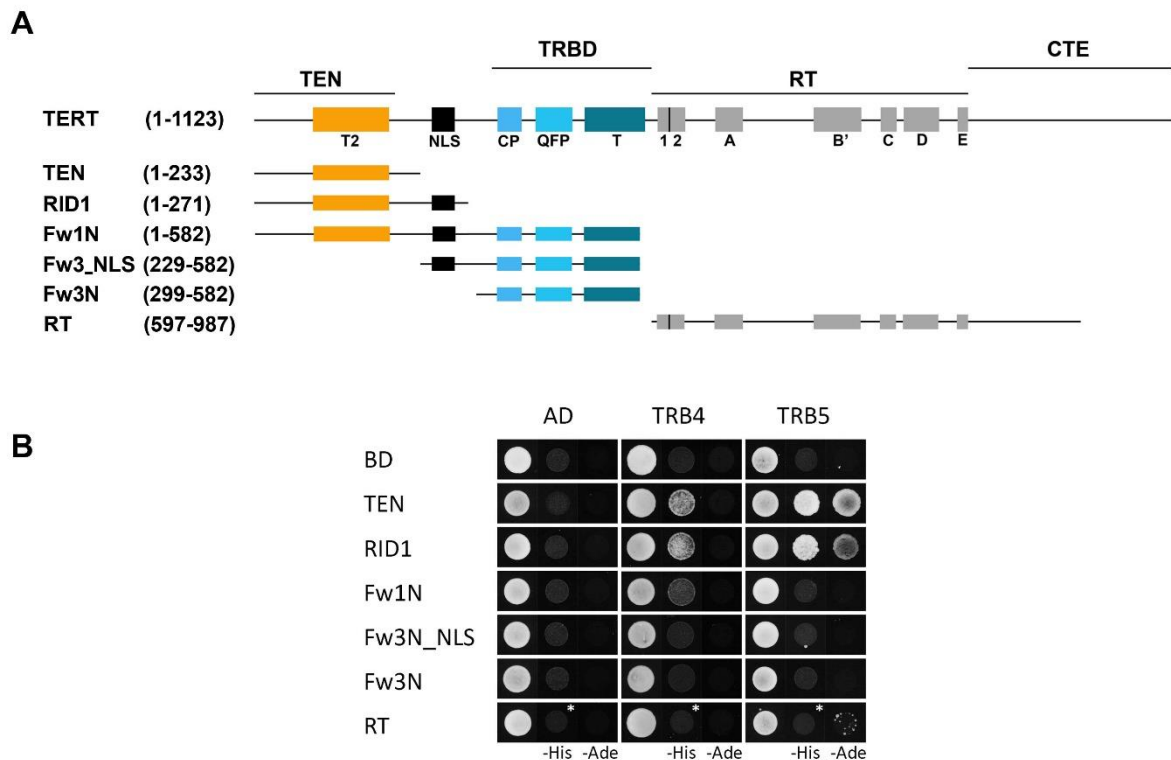 A
TRBD CTE
TEN RT
TERT (1-1123)
T2 NLS CP QFP T 1 2 A B' C D E
TEN (1-233)
RID1 (1-271)
Fw1N (1-582)
Fw3_NLS (229-582)
Fw3N (299-582)
RT (597-987)
B
AD TRB4 TRB5
BD
TEN
RID1
Fw1N
Fw3N_NLS
Fw3N
RT * * *
-His -Ade -His -Ade -His -Ade